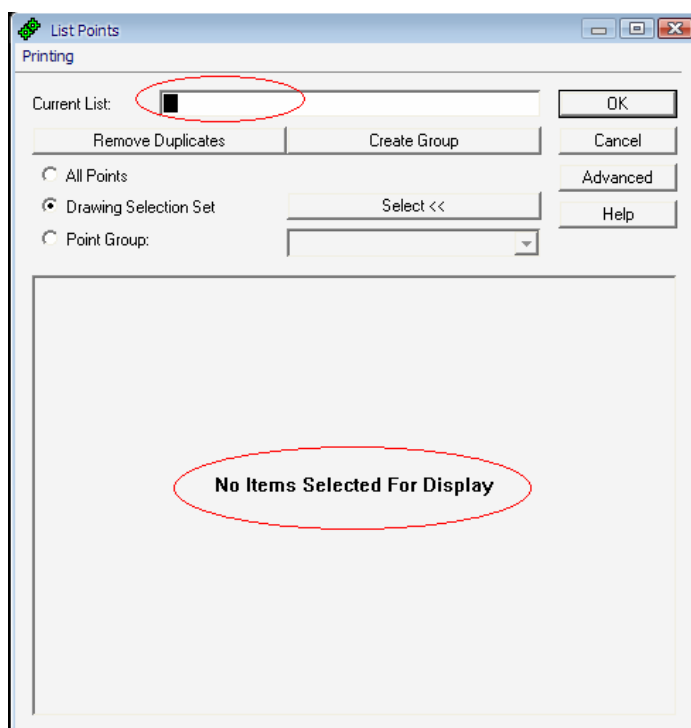 List Points
Printing
Current List:
OK
Remove Duplicates Create Group Cancel
All Points Advanced
Drawing Selection Set Select << Help
Point Group:
No Items Selected For Display